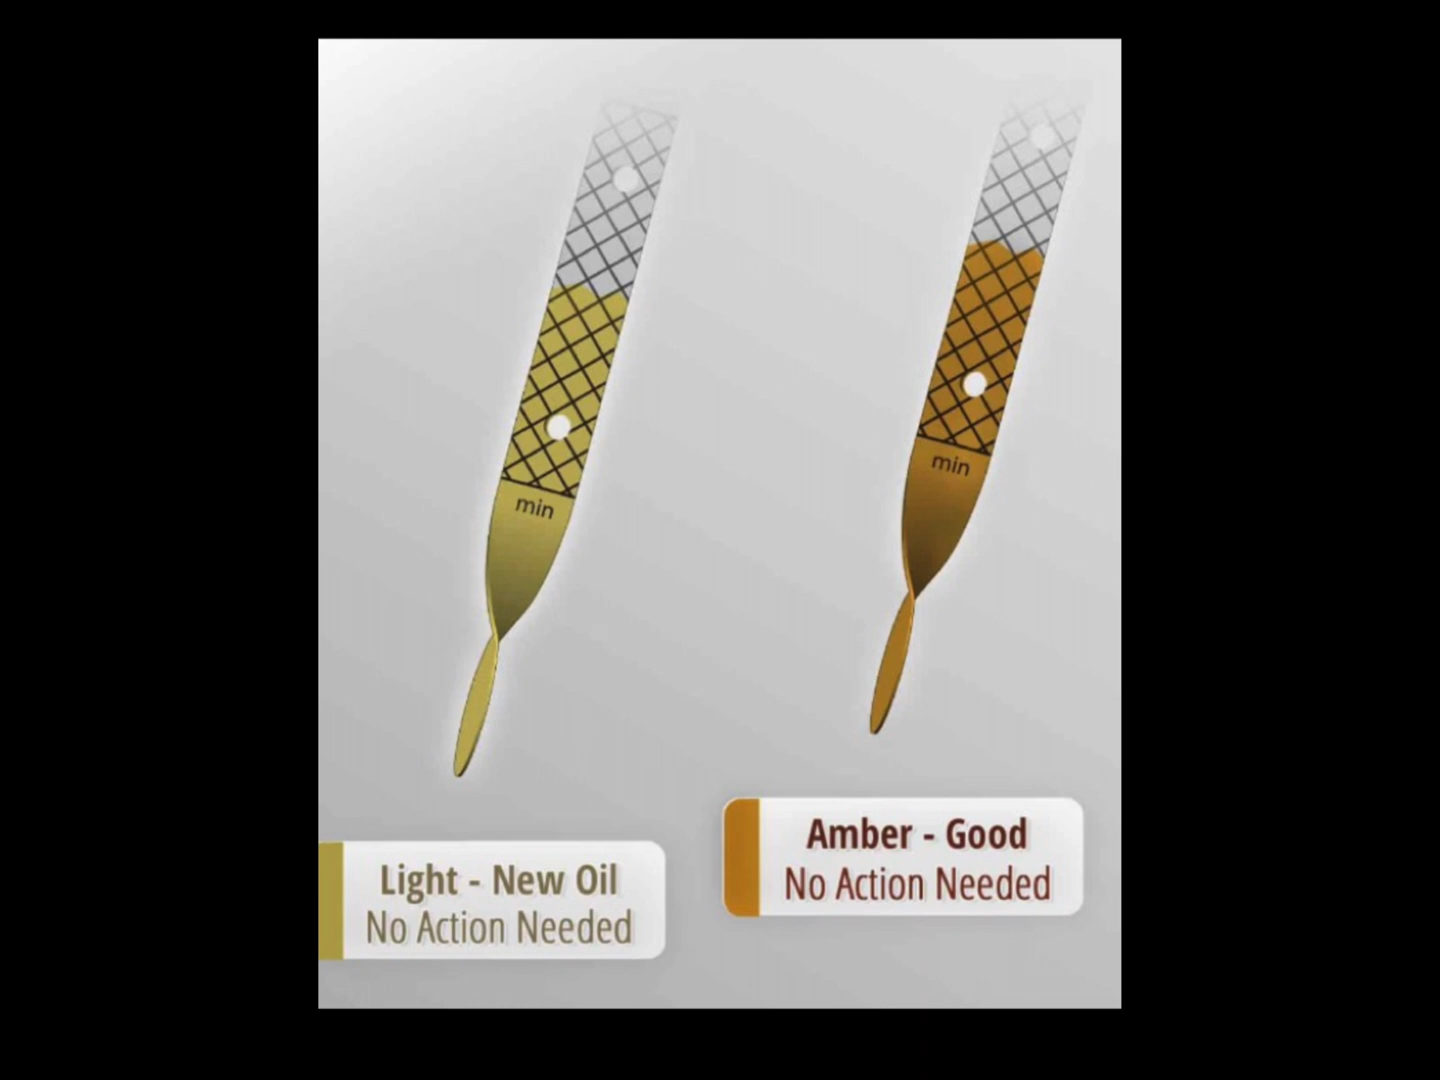 min
min
Light - New Oil
No Action Needed
Amber - Good
No Action Needed